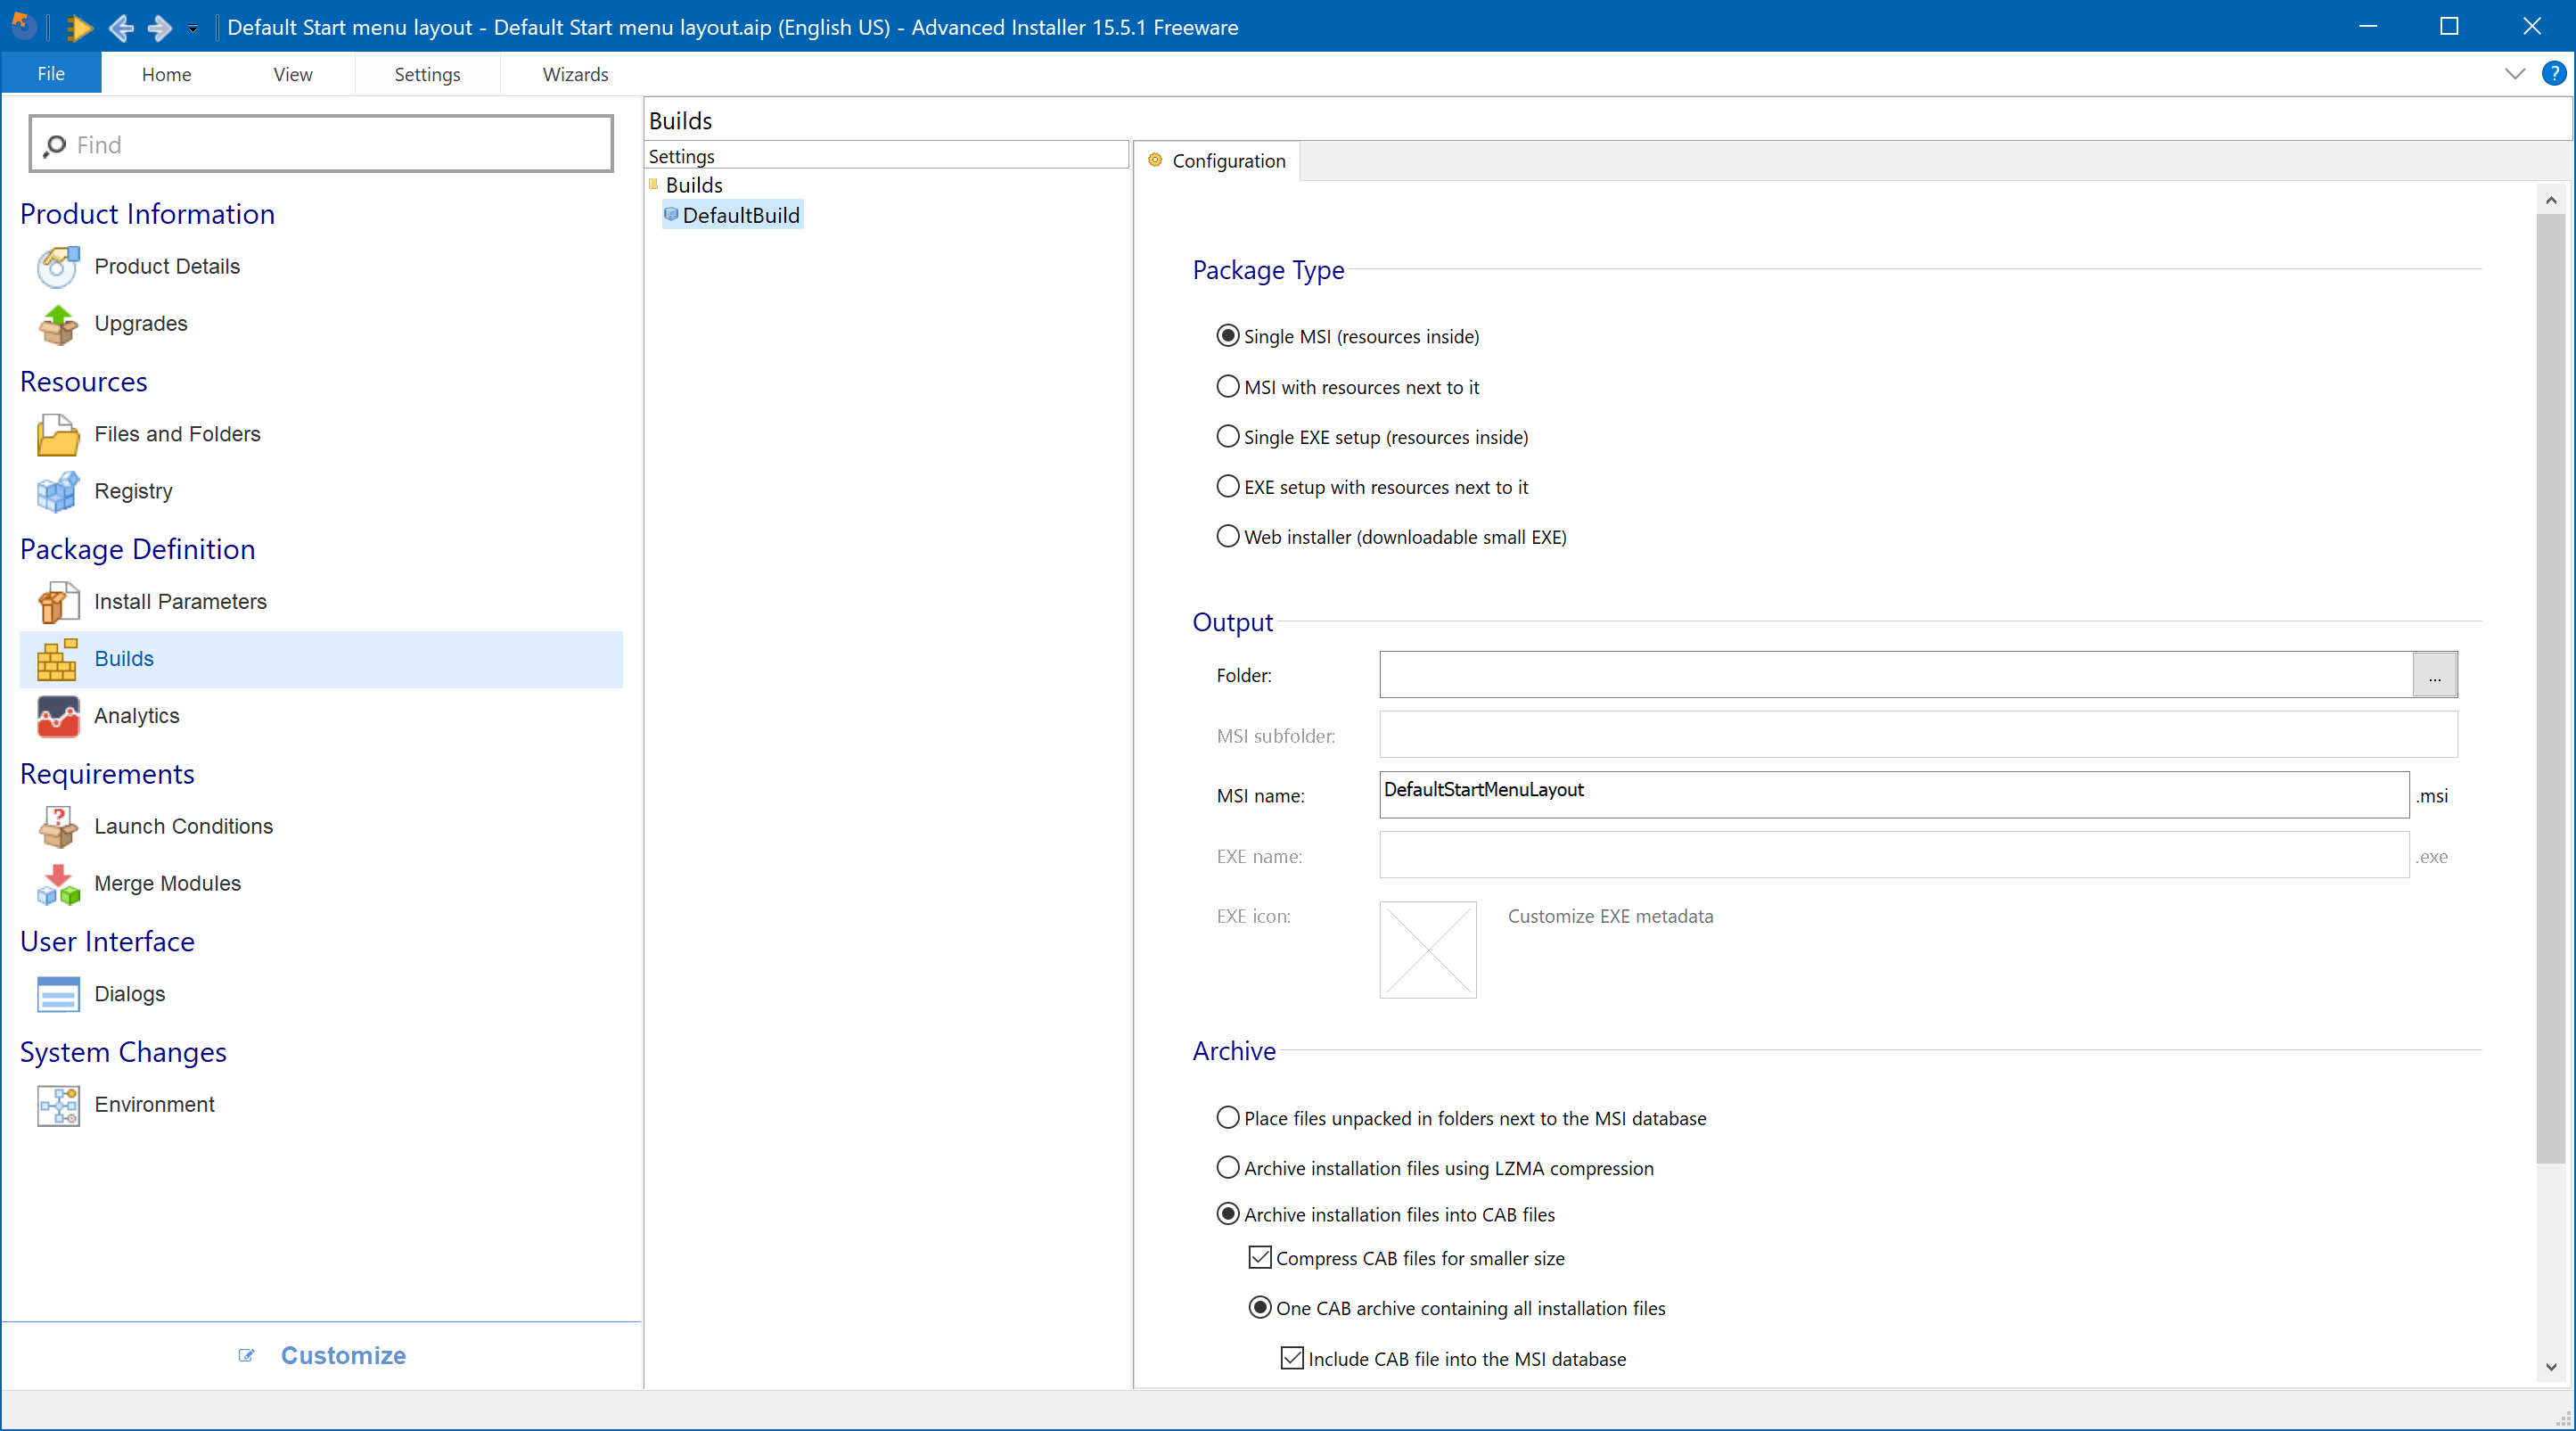 Default Start menu layout - Default Start menu layout.aip (English US) - Advanced Installer 15.5.1 Freeware
File Home View Settings Wizards ?
Find
Product Information
Product Details
Upgrades
Resources
Files and Folders
Registry
Package Definition
Install Parameters
Builds
Analytics
Requirements
Launch Conditions
Merge Modules
User Interface
Dialogs
System Changes
Environment
Customize
Builds
Settings
Builds
DefaultBuild
Configuration
Package Type
Single MSI (resources inside)
MSI with resources next to it
Single EXE setup (resources inside)
EXE setup with resources next to it
Web installer (downloadable small EXE)
Output
Folder: ...
MSI subfolder:
MSI name: DefaultStartMenuLayout .msi
EXE name: .exe
EXE icon: Customize EXE metadata
Archive
Place files unpacked in folders next to the MSI database
Archive installation files using LZMA compression
Archive installation files into CAB files
Compress CAB files for smaller size
One CAB archive containing all installation files
Include CAB file into the MSI database